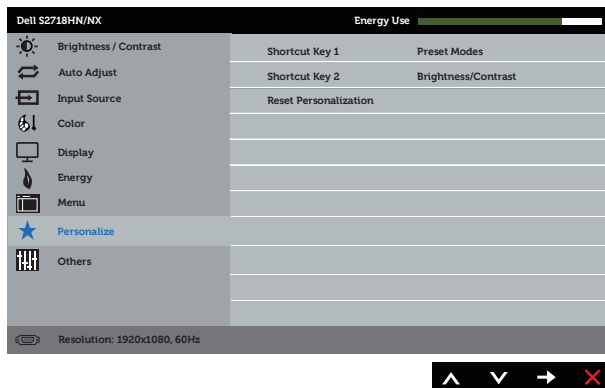 Dell S2718HN/NX Energy Use
Brightness / Contrast
Auto Adjust
Input Source
Color
Display
Energy
Menu
Personalize
Others
Shortcut Key 1 Preset Modes
Shortcut Key 2 Brightness/Contrast
Reset Personalization
Resolution: 1920x1080, 60Hz